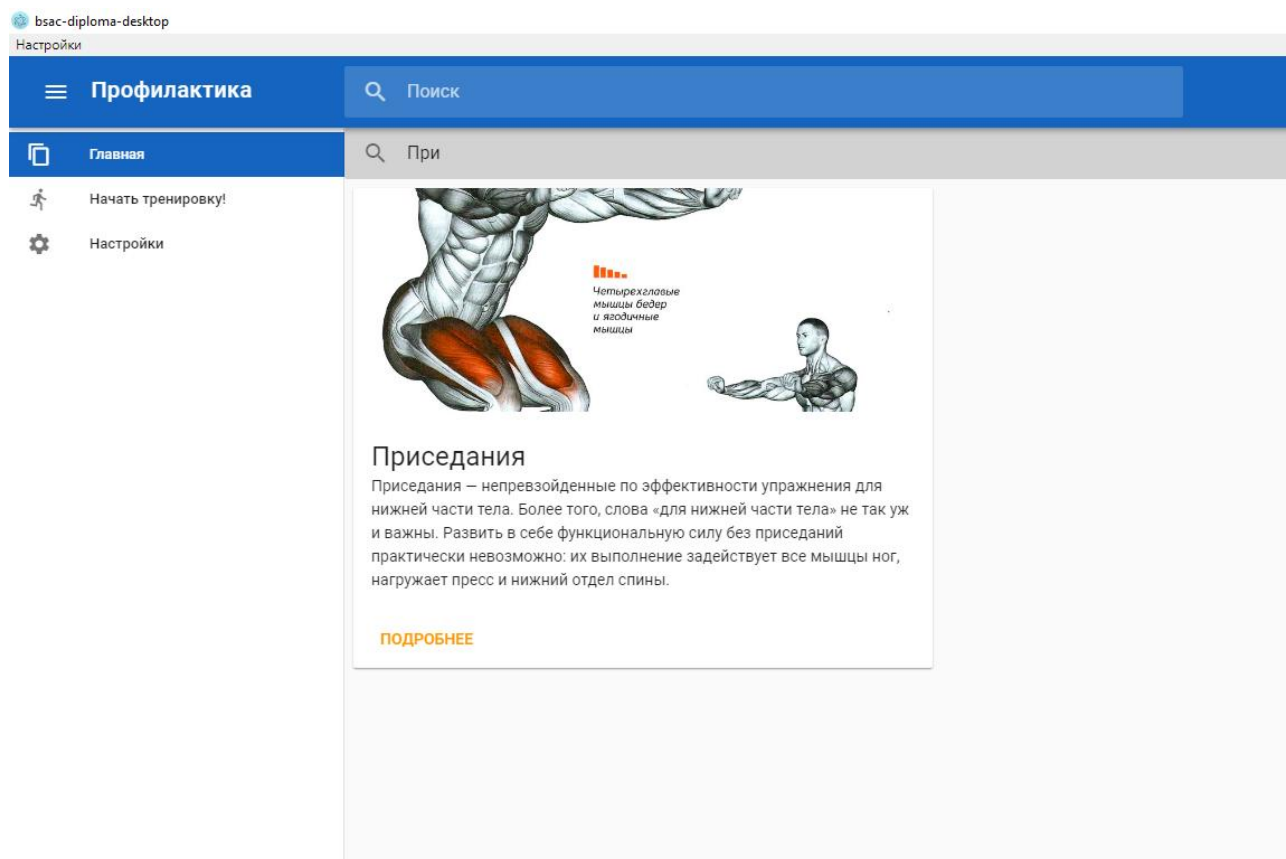 bsac-diploma-desktop
Настройки
Профилактика
Поиск
Главная
При
Начать тренировку!
Настройки
Четырехглавые
мышцы бедер
и ягодичные
мышцы
Приседания
Приседания — непревзойденные по эффективности упражнения для
нижней части тела. Более того, слова «для нижней части тела» не так уж
и важны. Развить в себе функциональную силу без приседаний
практически невозможно: их выполнение задействует все мышцы ног,
нагружает пресс и нижний отдел спины.
ПОДРОБНЕЕ